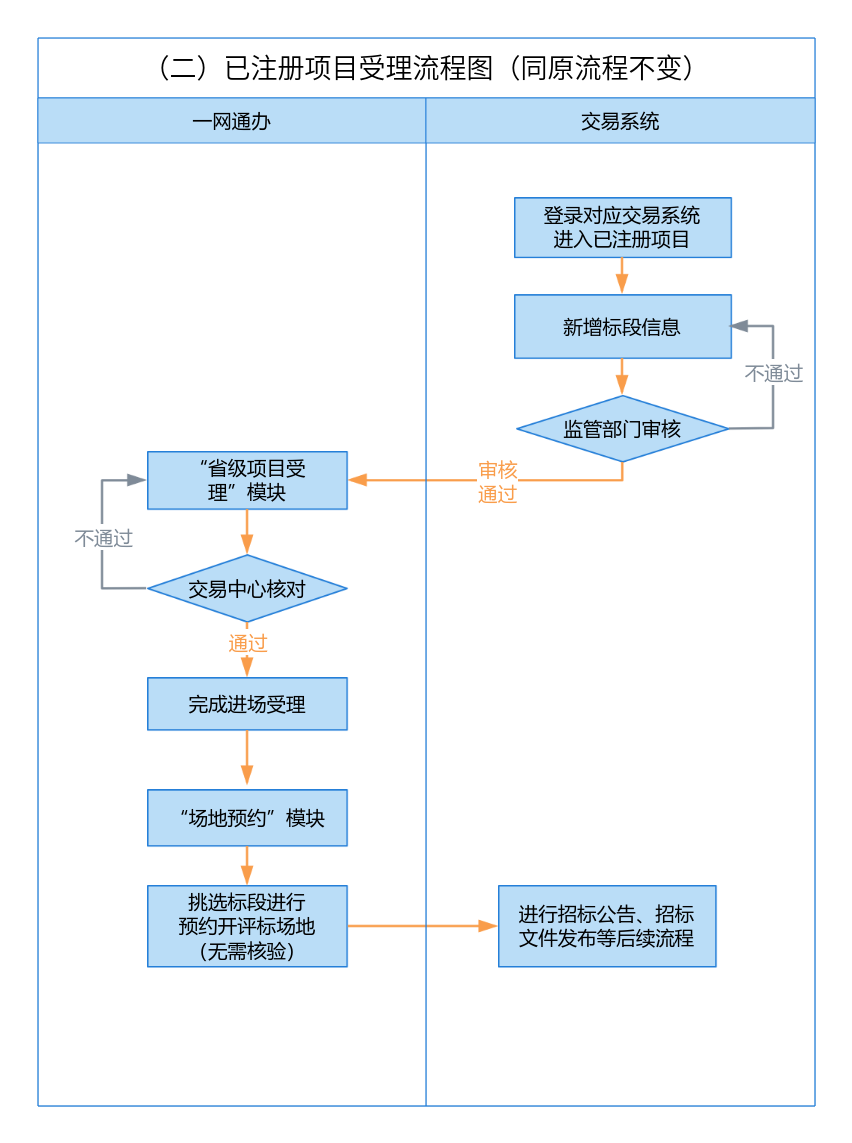 （二）已注册项目受理流程图（同原流程不变）
一网通办
交易系统
登录对应交易系统
进入已注册项目
新增标段信息
不通过
监管部门审核
审核
通过
“省级项目受
理”模块
不通过
交易中心核对
通过
完成进场受理
“场地预约”模块
挑选标段进行
预约开评标场地
（无需核验）
进行招标公告、招标
文件发布等后续流程